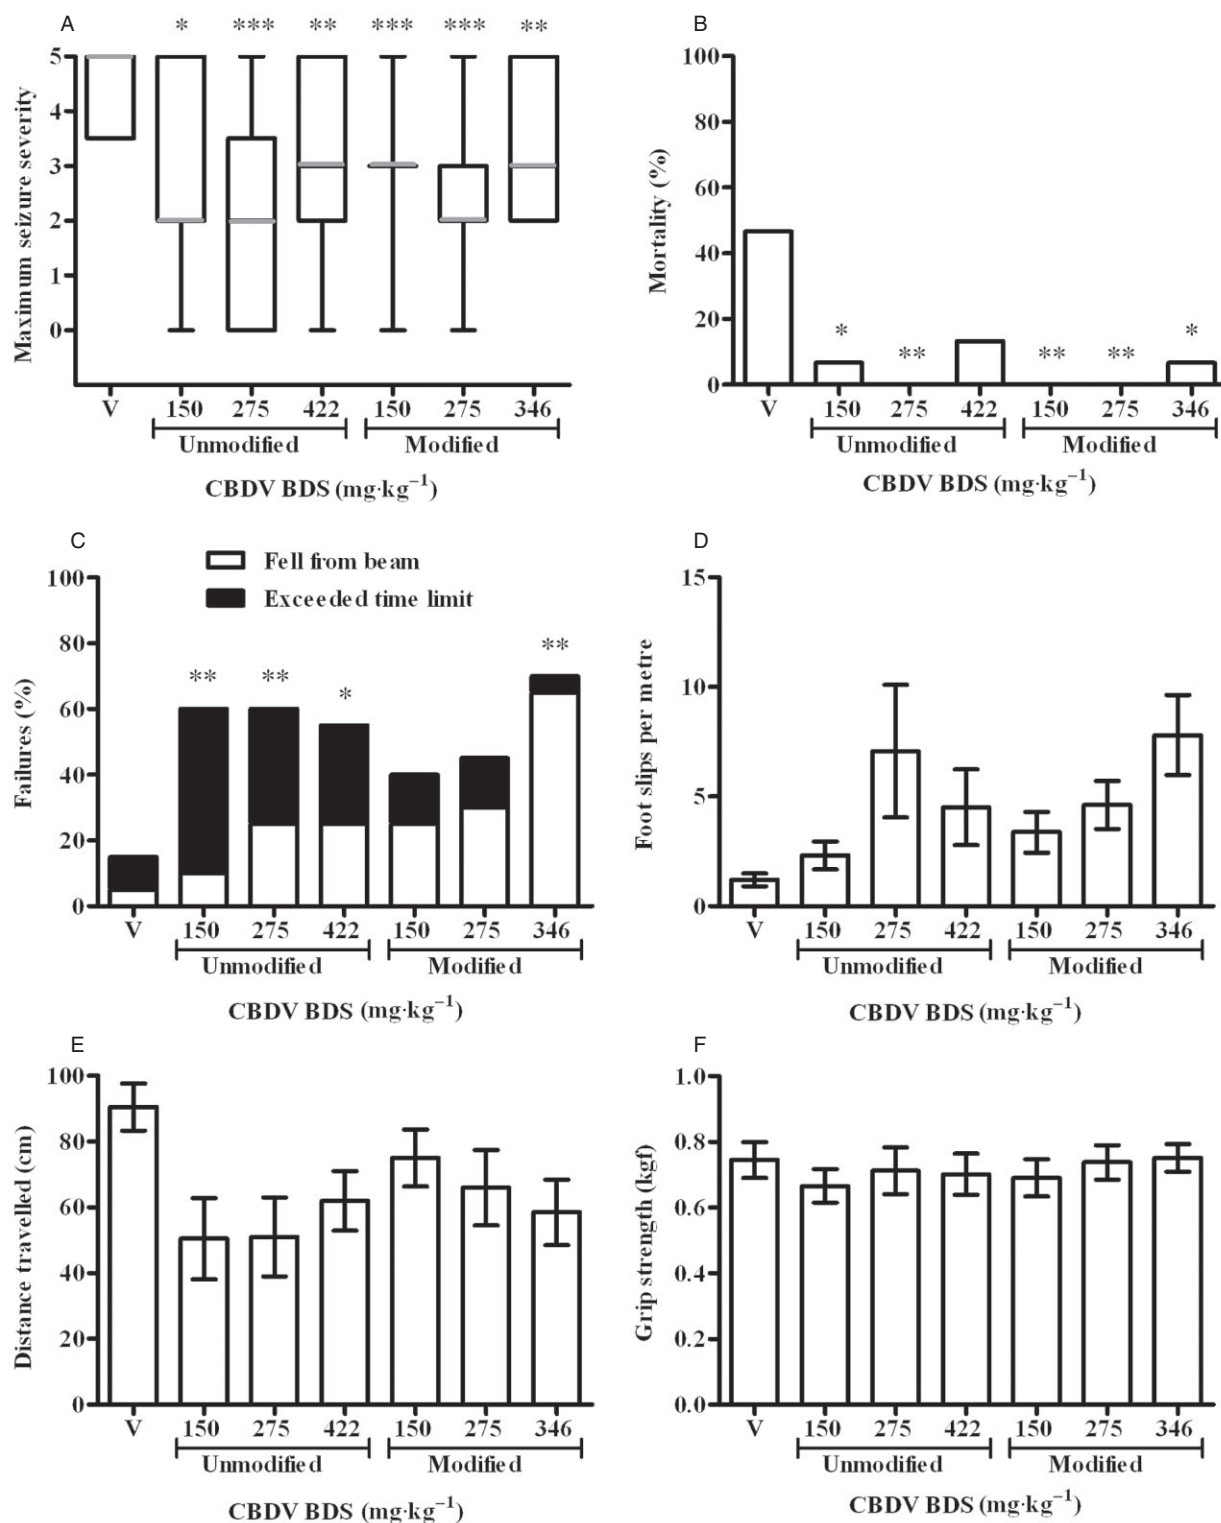 A
* *** ** *** *** **
Maximum seizure severity
5
4
3
2
1
0
V 150 275 422 150 275 346
Unmodified Modified
CBDV BDS (mg·kg⁻¹)
B
Mortality (%)
100
80
60
40
20
0
* ** ** ** *
V 150 275 422 150 275 346
Unmodified Modified
CBDV BDS (mg·kg⁻¹)
C
Fell from beam
Exceeded time limit
Failures (%)
100
80
60
40
20
0
** ** * **
V 150 275 422 150 275 346
Unmodified Modified
CBDV BDS (mg·kg⁻¹)
D
Foot slips per metre
15
10
5
0
V 150 275 422 150 275 346
Unmodified Modified
CBDV BDS (mg·kg⁻¹)
E
Distance travelled (cm)
100
80
60
40
20
0
V 150 275 422 150 275 346
Unmodified Modified
CBDV BDS (mg·kg⁻¹)
F
Grip strength (kgf)
1.0
0.8
0.6
0.4
0.2
0.0
V 150 275 422 150 275 346
Unmodified Modified
CBDV BDS (mg·kg⁻¹)